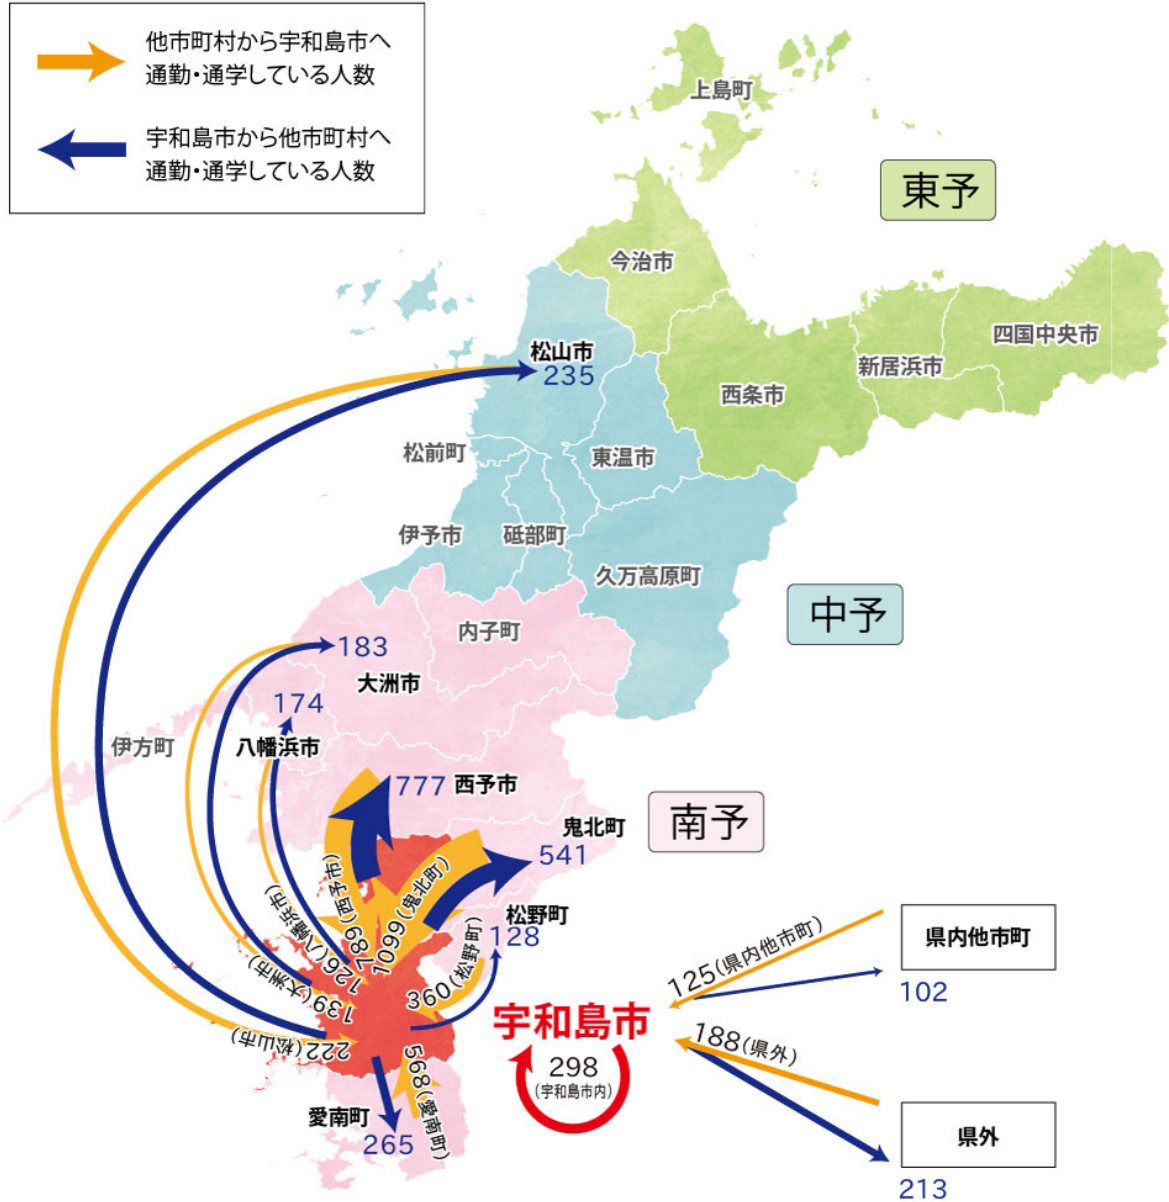 他市町村から宇和島市へ
通勤・通学している人数
宇和島市から他市町村へ
通勤・通学している人数
上島町
東予
今治市
四国中央市
新居浜市
西条市
松山市
235
松前町
東温市
伊予市
砥部町
久万高原町
中予
内子町
183
大洲市
174
八幡浜市
伊方町
777
西予市
南予
鬼北町
541
松野町
128
789(西予市)
1099(鬼北町)
126(八幡浜市)
139(大洲市)
222(松山市)
360(松野町)
568(愛南町)
愛南町
265
宇和島市
298
(宇和島市内)
県内他市町
125(県内他市町)
102
188(県外)
県外
213